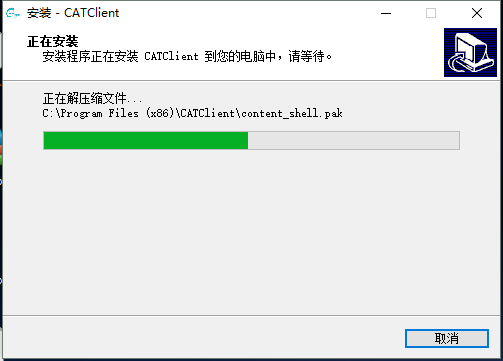 安装 - CATClient
正在安装
安装程序正在安装 CATClient 到您的电脑中，请等待。
正在解压缩文件...
C:\Program Files (x86)\CATClient\content_shell.pak
取消